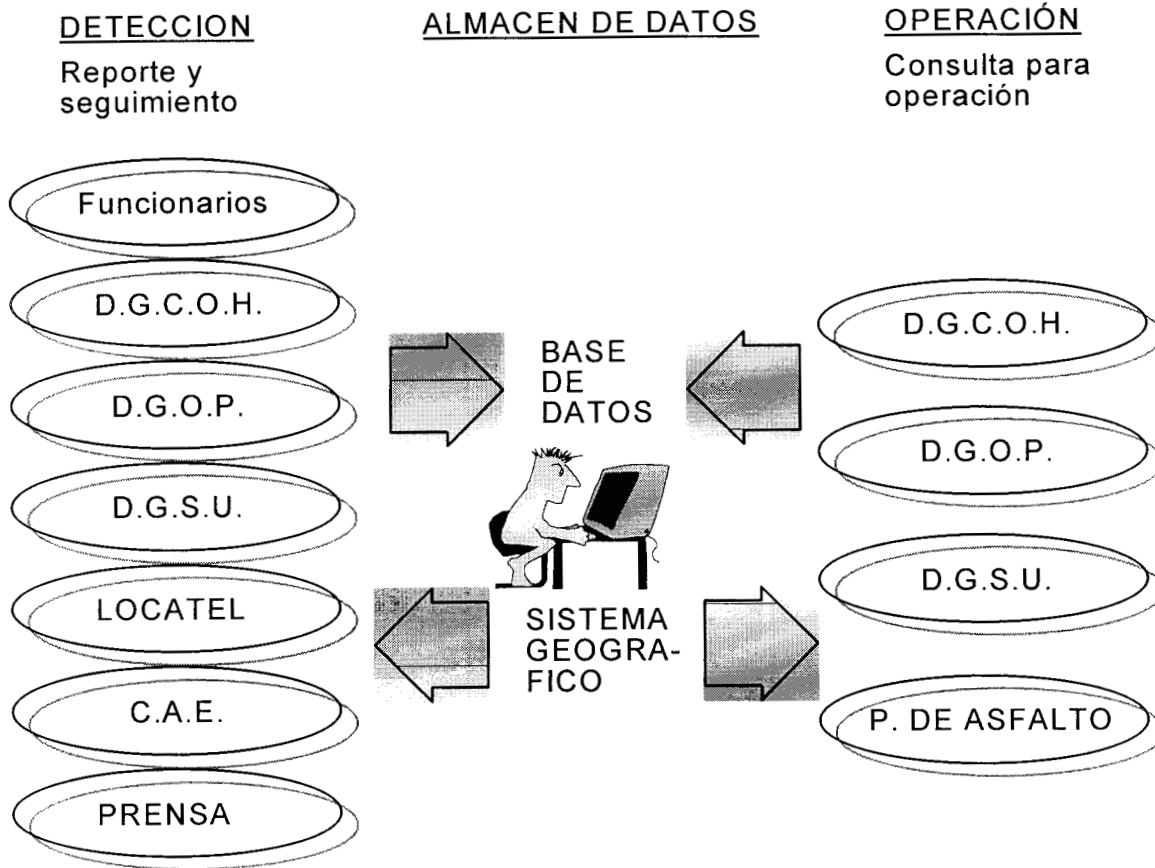 DETECCION
Reporte y
seguimiento
Funcionarios
D.G.C.O.H.
D.G.O.P.
D.G.S.U.
LOCATEL
C.A.E.
PRENSA
ALMACEN DE DATOS
BASE
DE
DATOS
SISTEMA
GEOGRA-
FICO
OPERACIÓN
Consulta para
operación
D.G.C.O.H.
D.G.O.P.
D.G.S.U.
P. DE ASFALTO